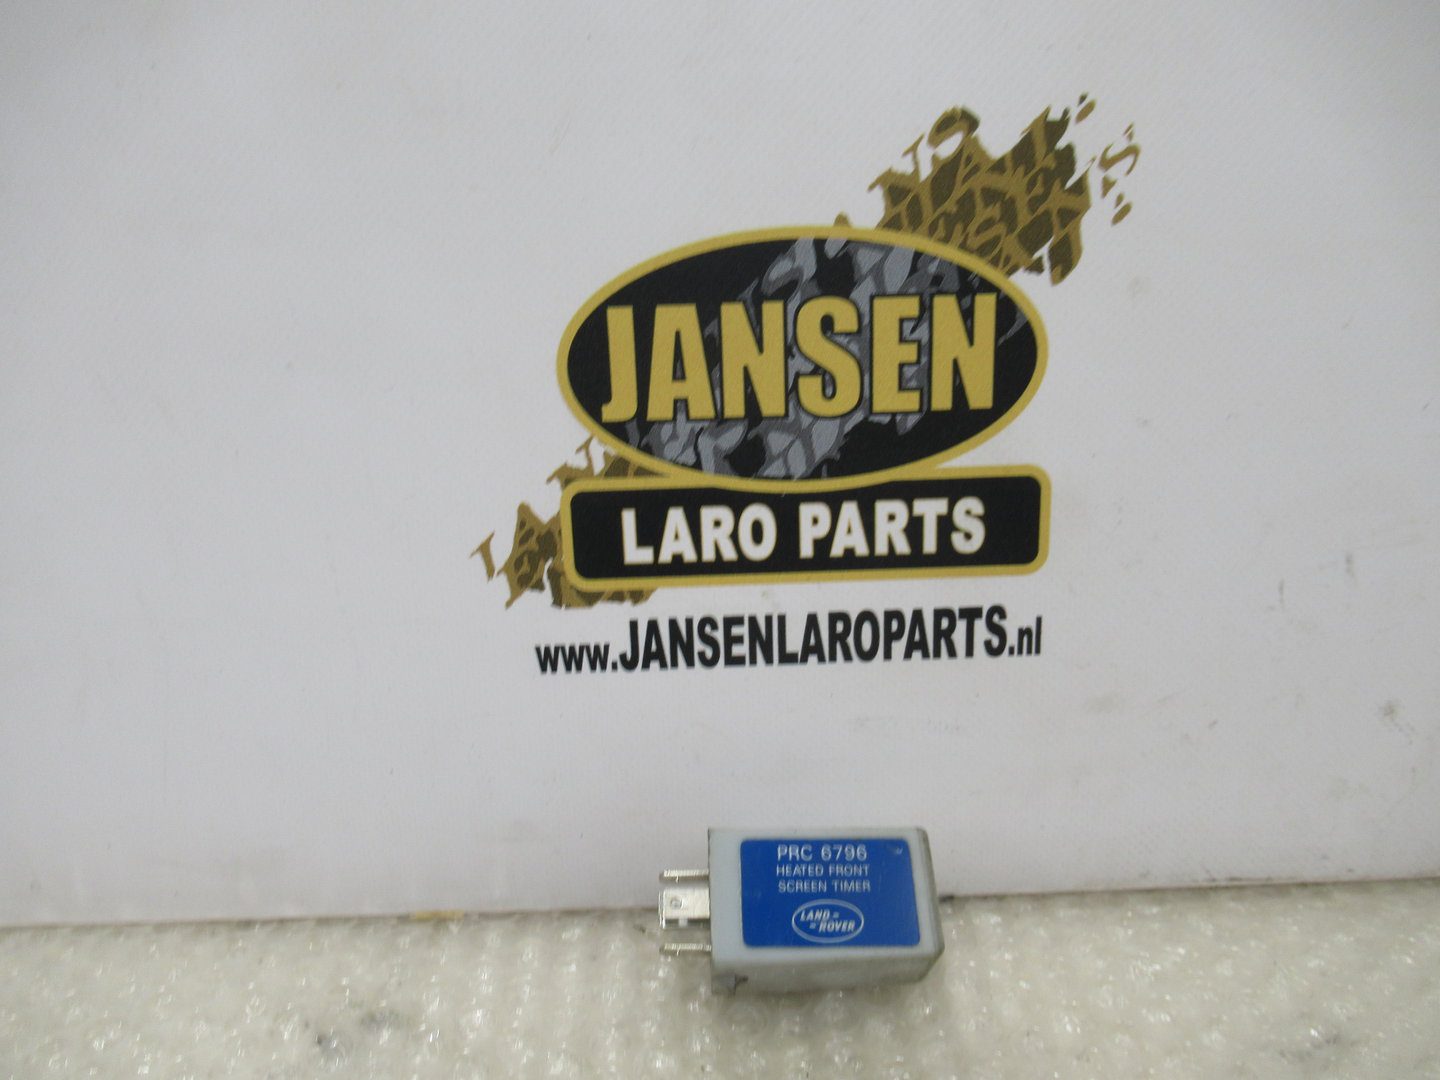 JANSEN
LARO PARTS
www.JANSENLAROPARTS.nl
PRC 6796
HEATED FRONT
SCREEN TIMER
LAND=
=ROVER